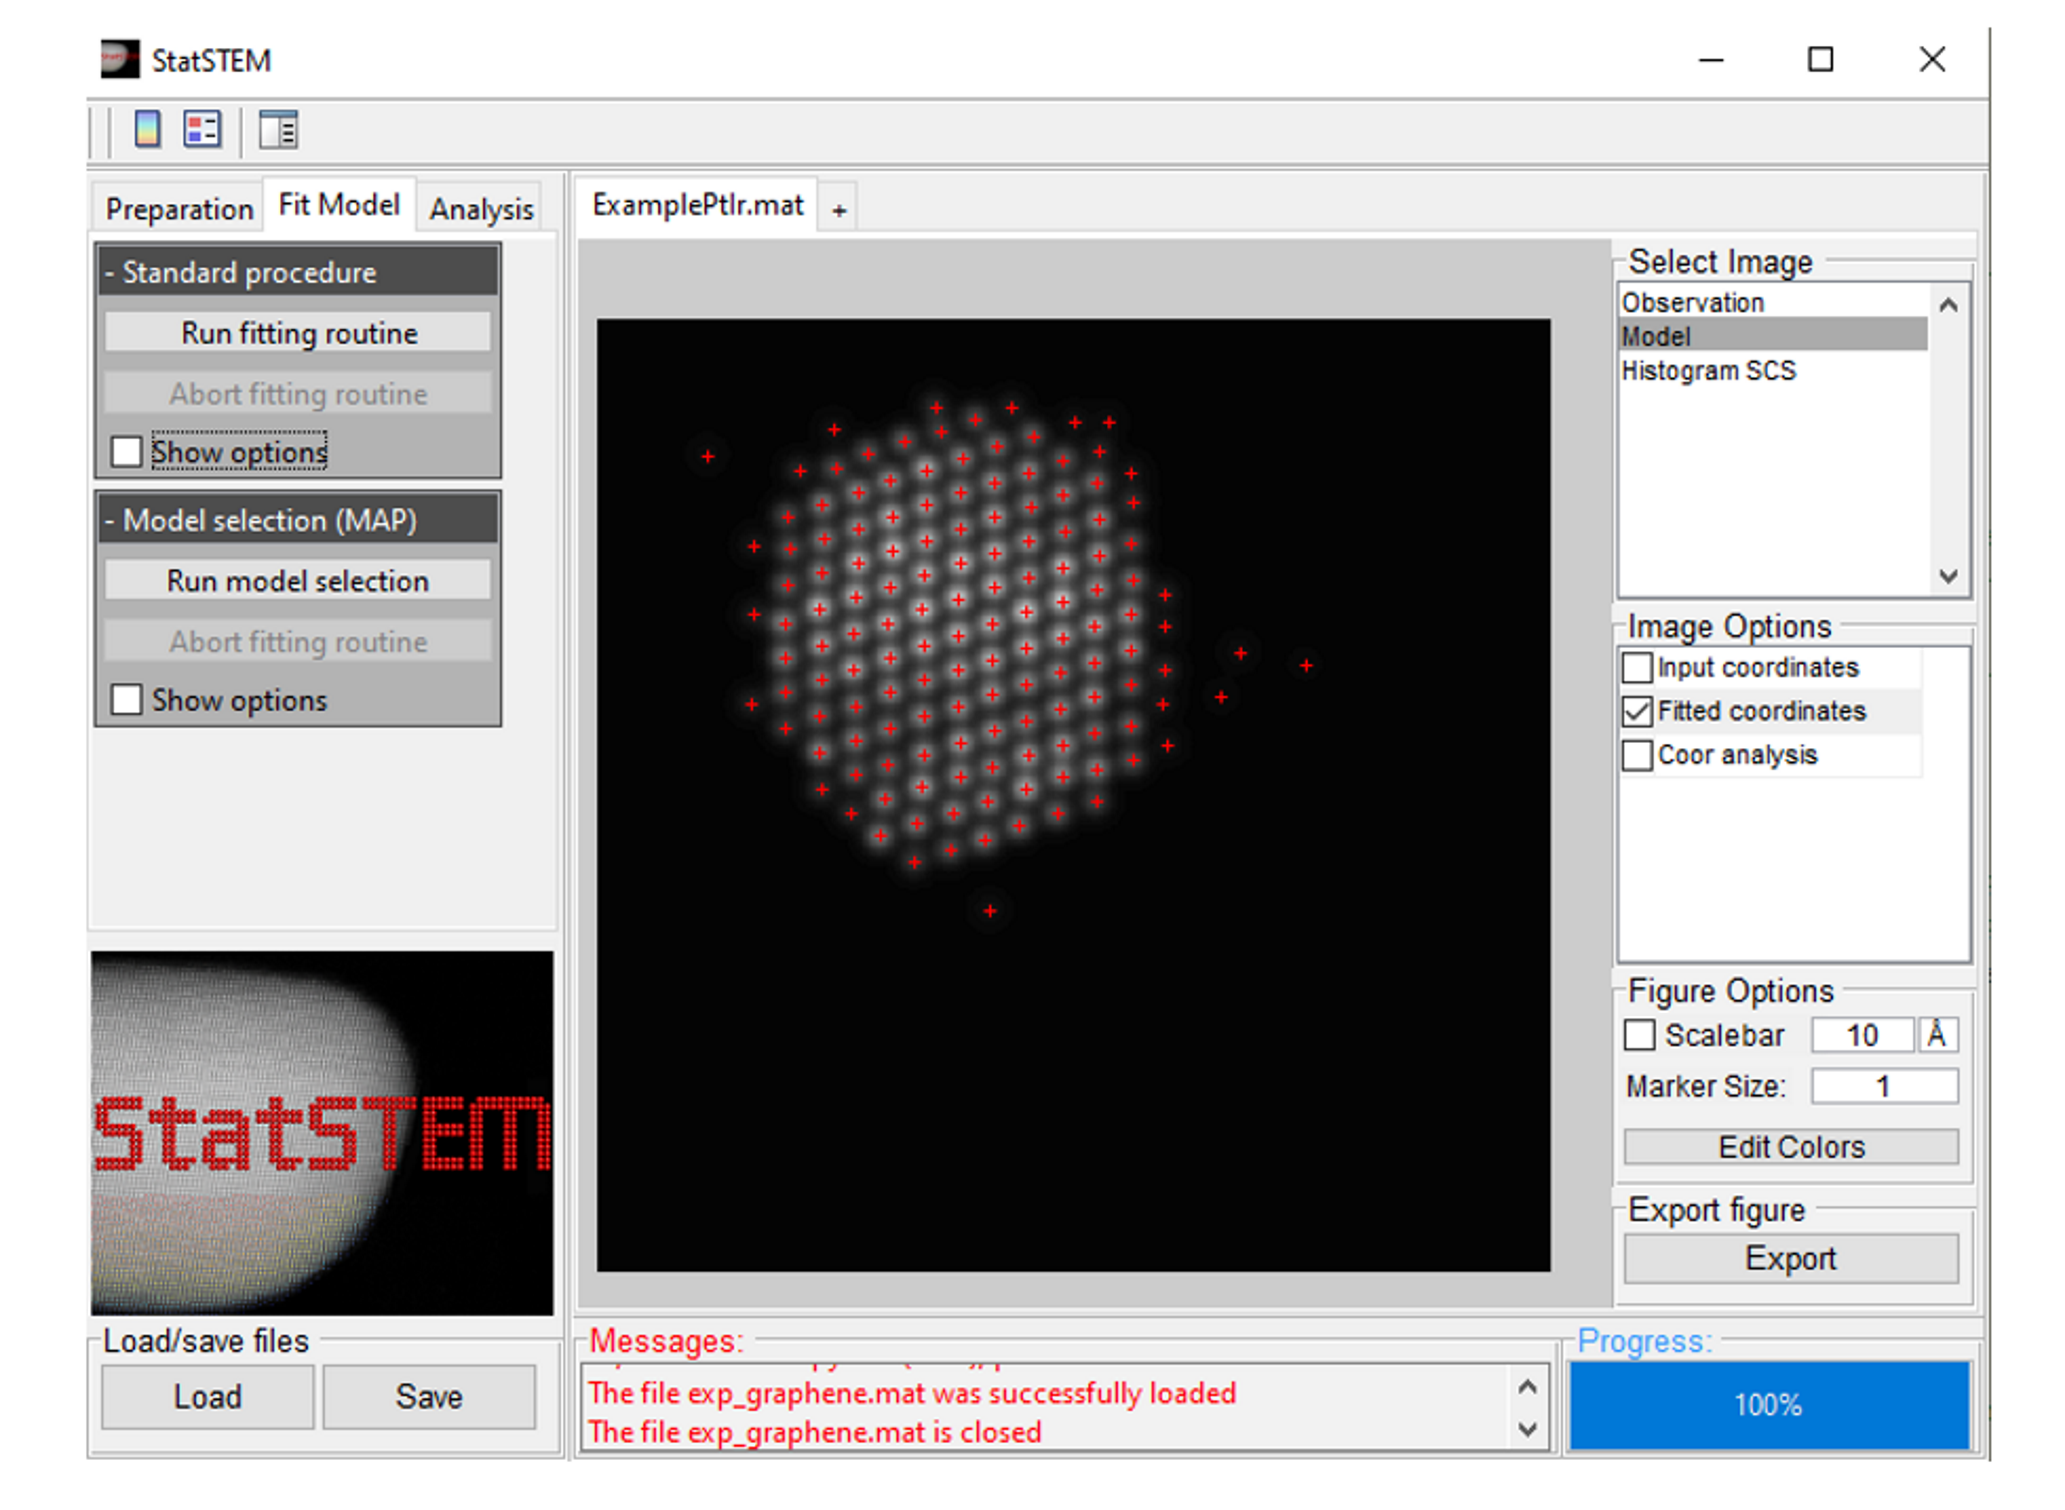 StatSTEM
Preparation
Fit Model
Analysis
- Standard procedure
Run fitting routine
Abort fitting routine
Show options
- Model selection (MAP)
Run model selection
Abort fitting routine
Show options
StatSTEM
Load/save files
Load
Save
ExamplePtIr.mat
+
Select Image
Observation
Model
Histogram SCS
Image Options
Input coordinates
Fitted coordinates
Coor analysis
Figure Options
Scalebar 10 Å
Marker Size: 1
Edit Colors
Export figure
Export
Messages:
The file exp_graphene.mat was successfully loaded
The file exp_graphene.mat is closed
Progress:
100%